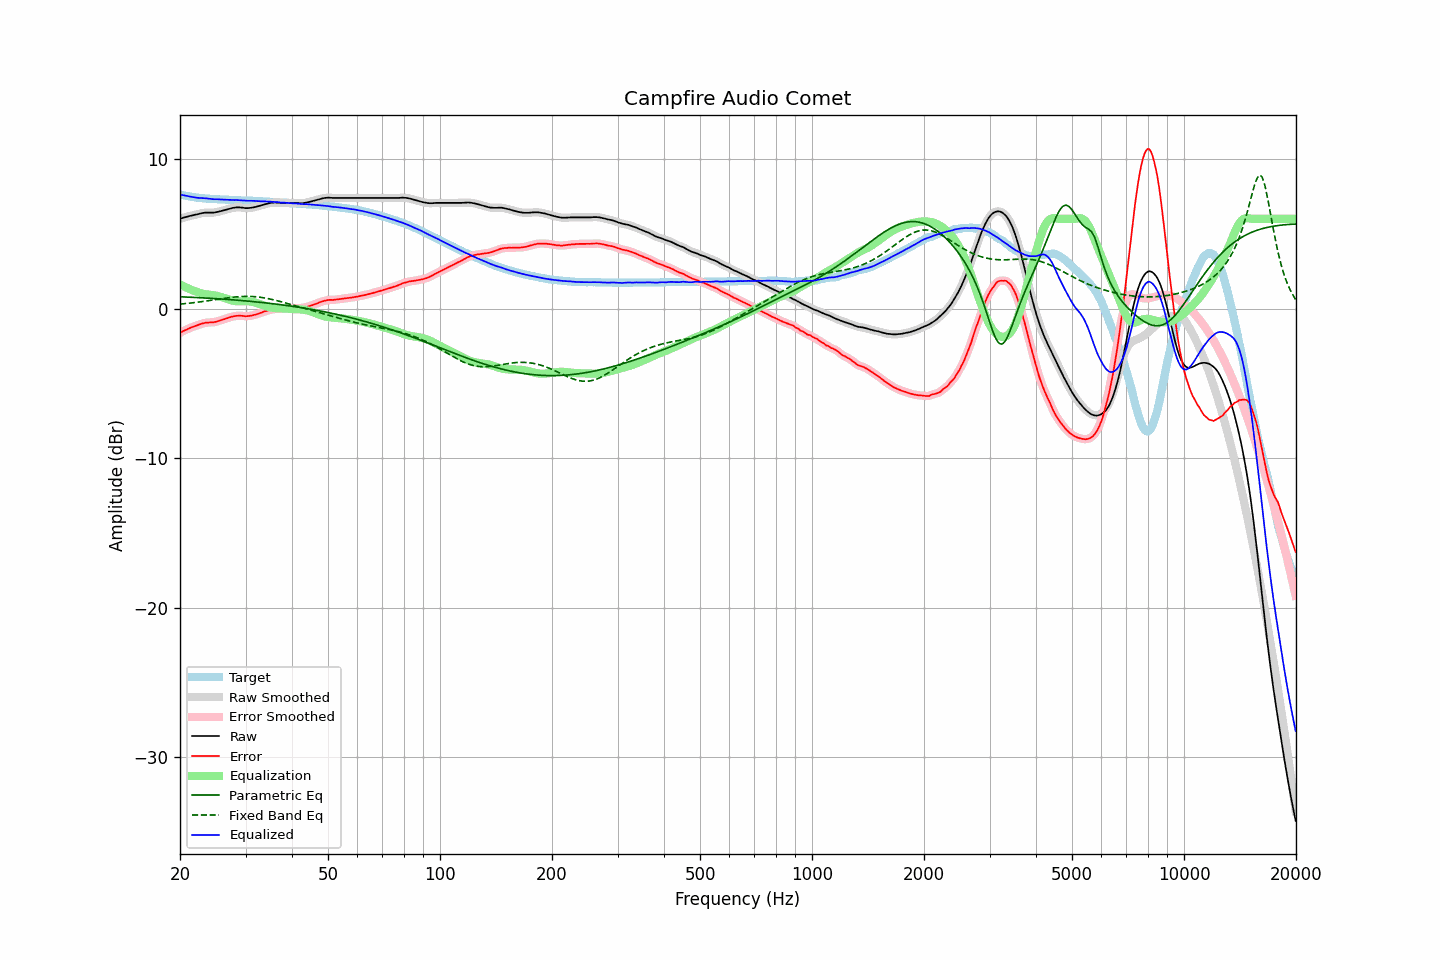 Campfire Audio Comet
Amplitude (dBr)
10
0
−10
−20
−30
Target
Raw Smoothed
Error Smoothed
Raw
Error
Equalization
Parametric Eq
Fixed Band Eq
Equalized
20 50 100 200 500 1000 2000 5000 10000 20000
Frequency (Hz)